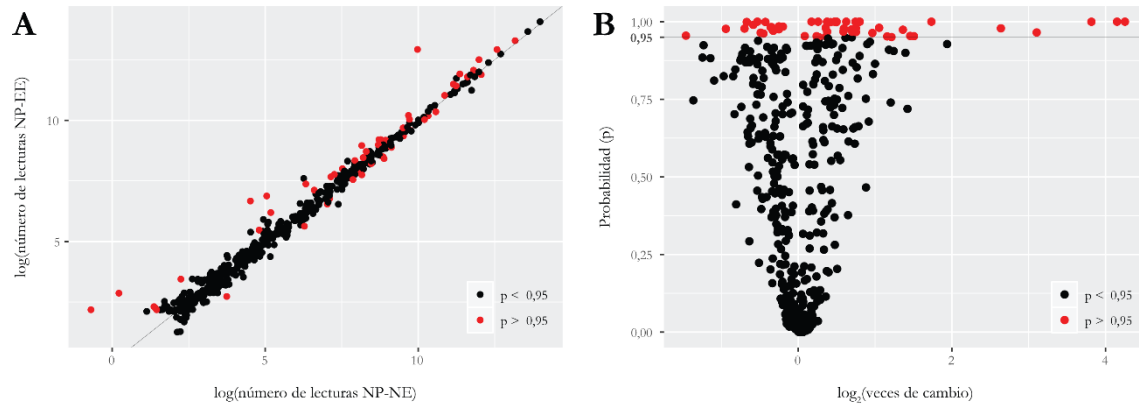 A
log(número de lecturas NP-EE)
10
5
0
5
10
p < 0,95
p > 0,95
log(número de lecturas NP-NE)
B
Probabilidad (p)
1,00
0,95
0,75
0,50
0,25
0,00
0
2
4
p < 0,95
p > 0,95
log₂(veces de cambio)